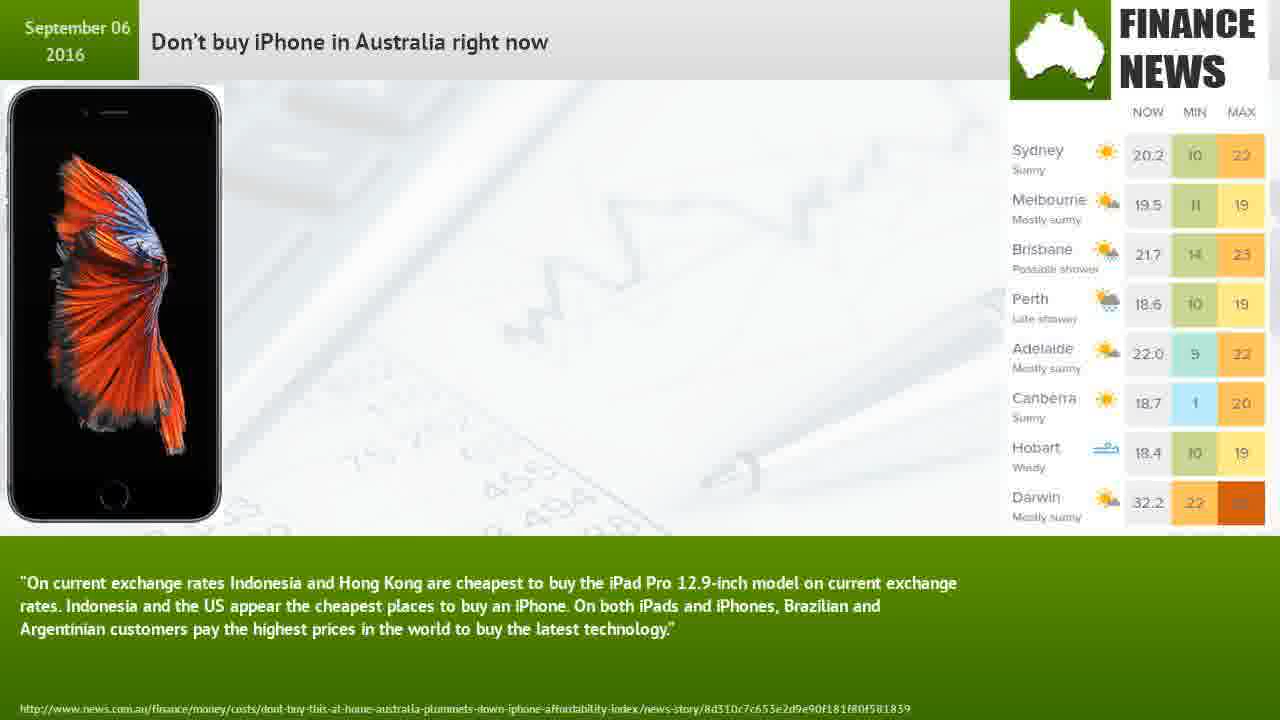 September 06
2016
Don’t buy iPhone in Australia right now
FINANCE
NEWS
NOW MIN MAX
Sydney 20.2 10 22
Sunny
Melbourne 19.5 11 19
Mostly sunny
Brisbane 21.7 14 23
Possible shower
Perth 18.6 10 19
Late shower
Adelaide 22.0 9 22
Mostly sunny
Canberra 18.7 1 20
Sunny
Hobart 18.4 10 19
Windy
Darwin 32.2 22
Mostly sunny
455
494
"On current exchange rates Indonesia and Hong Kong are cheapest to buy the iPad Pro 12.9-inch model on current exchange
rates. Indonesia and the US appear the cheapest places to buy an iPhone. On both iPads and iPhones, Brazilian and
Argentinian customers pay the highest prices in the world to buy the latest technology.”
http://www.news.com.au/finance/money/costs/dont-buy-this-at-home-australia-plummets-down-iphone-affordability-index/news-story/8d310c7c653e2d9e90f181f80f581839